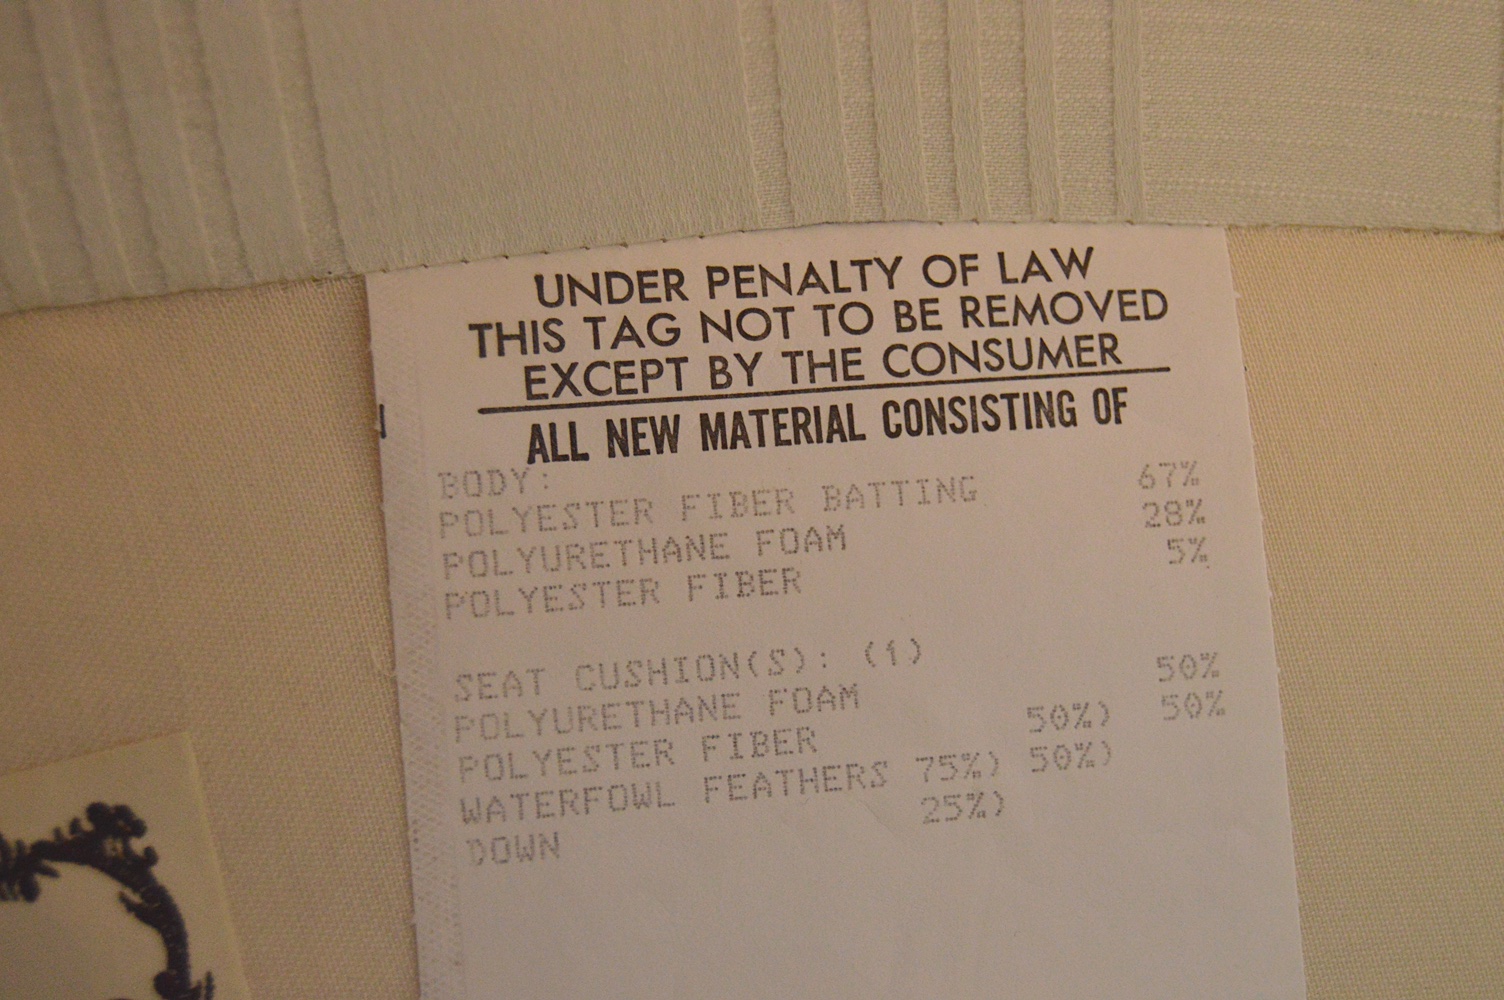 UNDER PENALTY OF LAW
THIS TAG NOT TO BE REMOVED
EXCEPT BY THE CONSUMER
ALL NEW MATERIAL CONSISTING OF
BODY:
POLYESTER FIBER BATTING 67%
POLYURETHANE FOAM 28%
POLYESTER FIBER 5%
SEAT CUSHION(S): (1)
POLYURETHANE FOAM 50%
POLYESTER FIBER 50%) 50%
WATERFOWL FEATHERS 75%) 50%)
DOWN 25%)